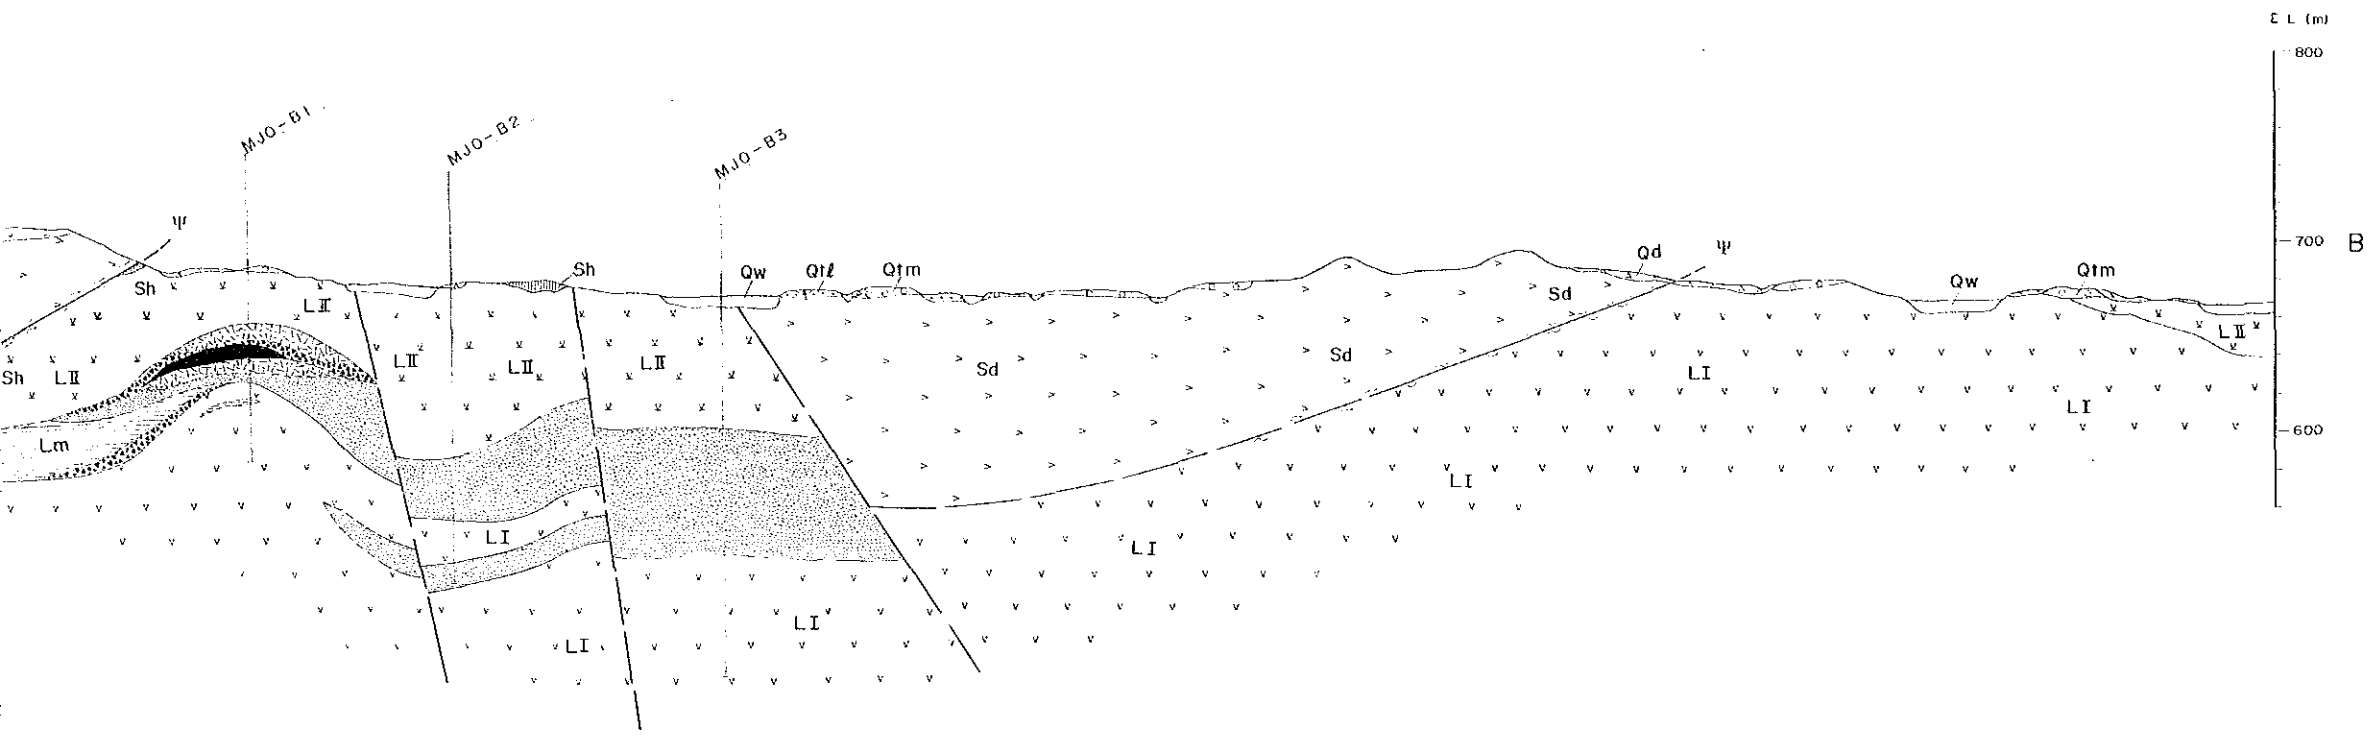 E L (m)
800
MJO-B1
MJO-B2
MJO-B3
Ψ
700
B
Sh
Sh
Qw
Qtℓ
Qtm
Qd
Ψ
Qw
Qtm
LⅡ
Sd
LⅡ
Sh
LⅡ
LⅡ
LⅡ
LⅡ
Sd
Sd
LI
LI
600
Lm
LI
LI
LI
LI
LI